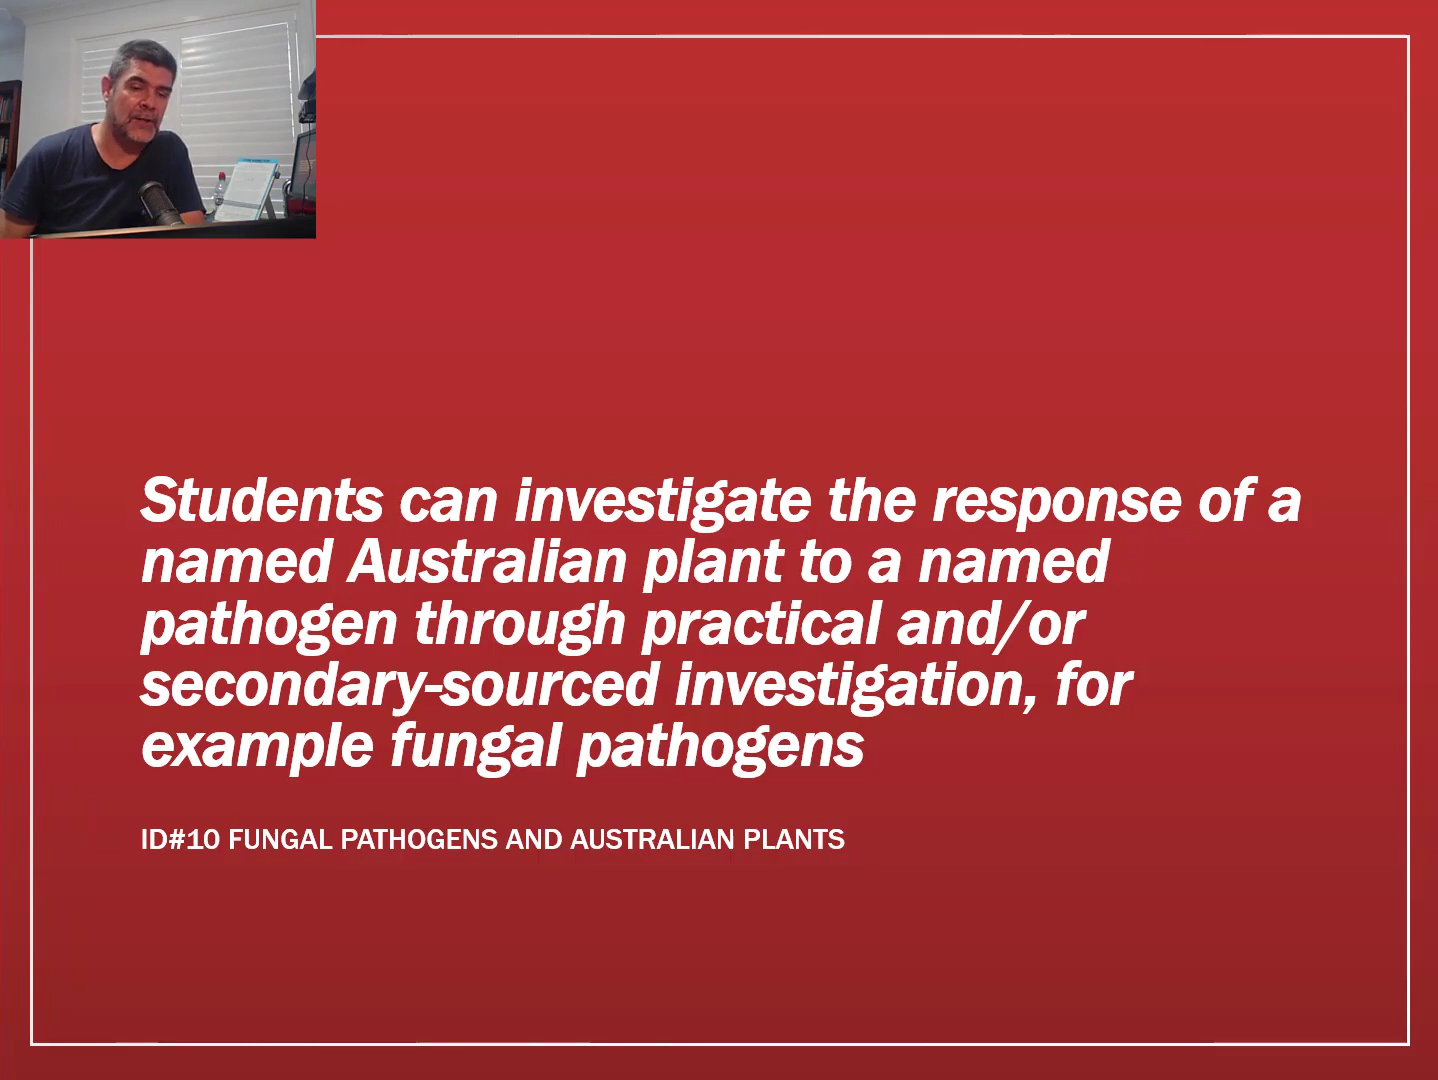 Students can investigate the response of a
named Australian plant to a named
pathogen through practical and/or
secondary-sourced investigation, for
example fungal pathogens
ID#10 FUNGAL PATHOGENS AND AUSTRALIAN PLANTS